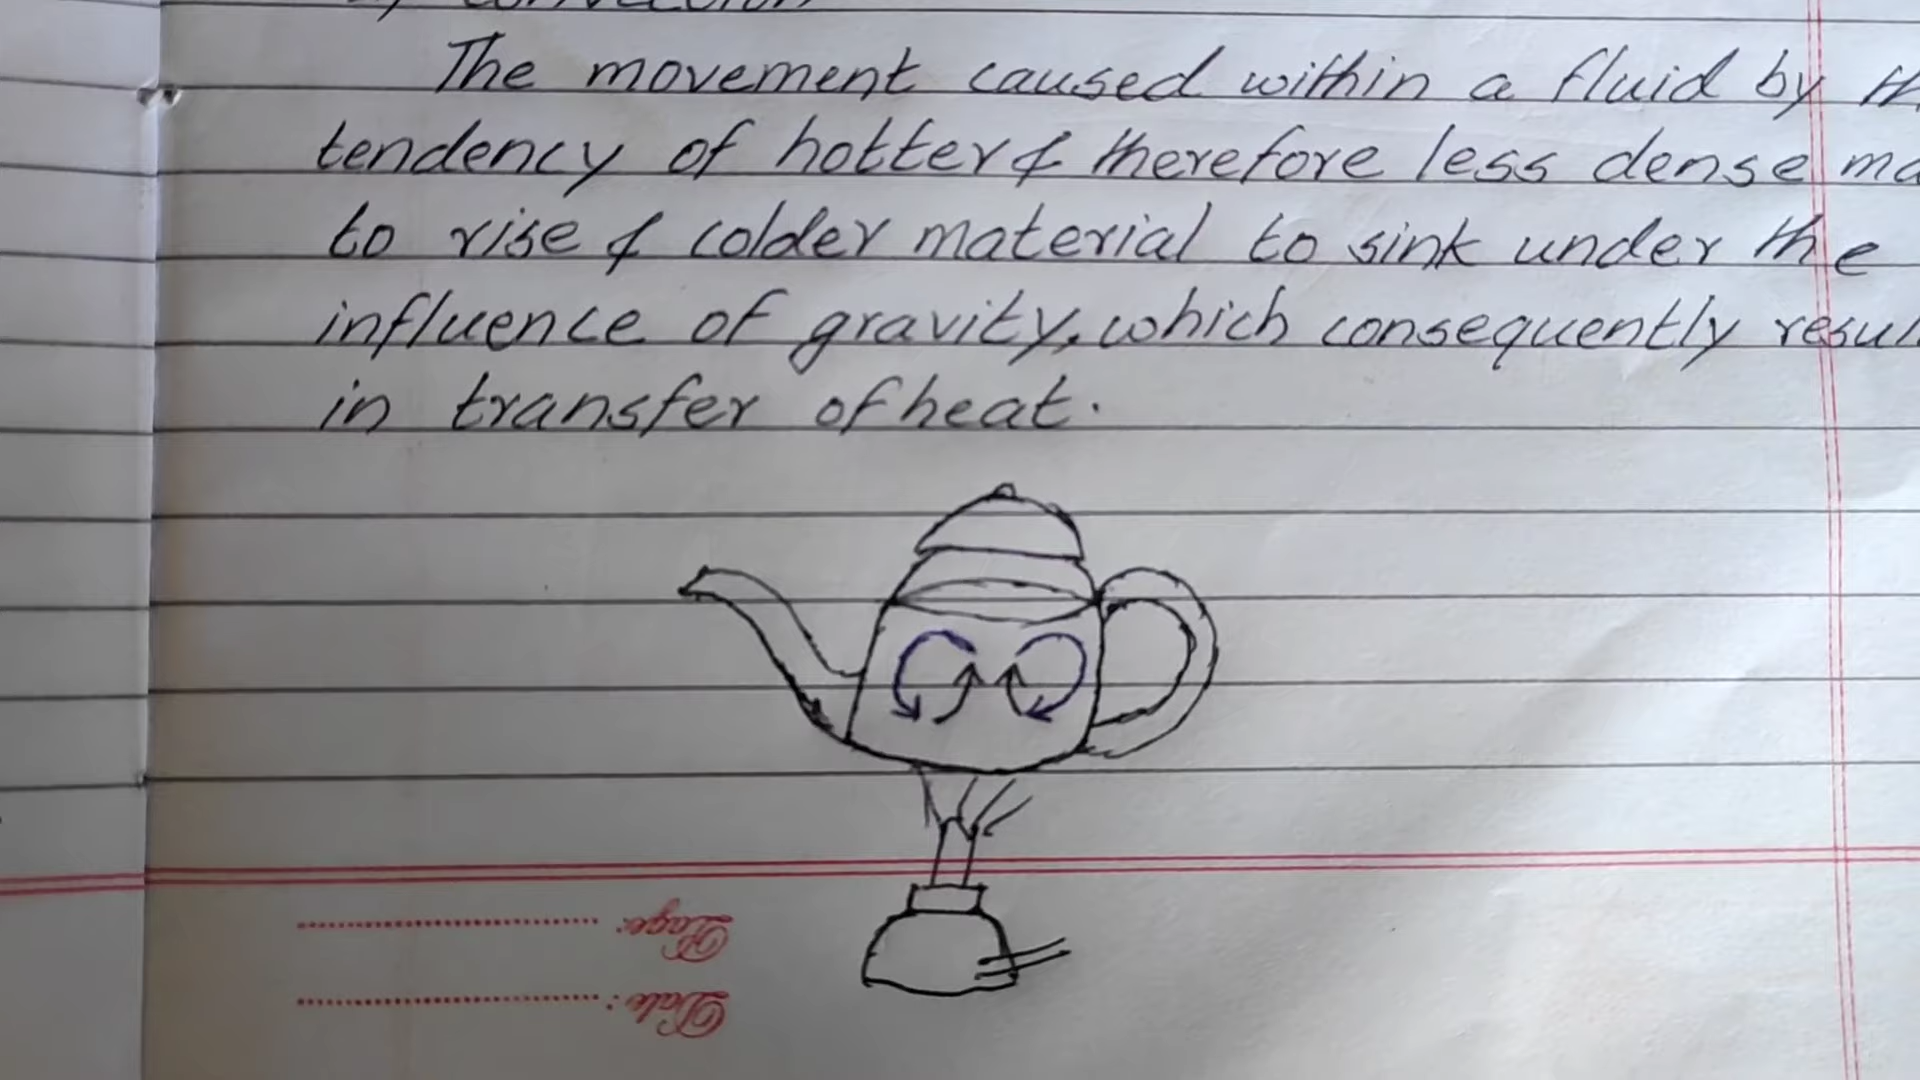 convection
The movement caused within a fluid by
tendency of hotter & therefore less dense
to rise & colder material to sink under the
influence of gravity, which consequently
in transfer of heat.
Page:
Date: